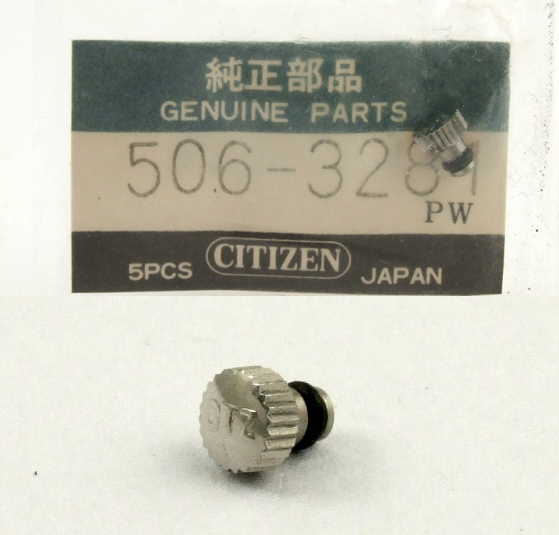 純正部品
GENUINE PARTS
506-3281
PW
5PCS CITIZEN JAPAN